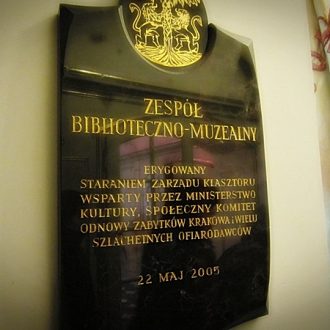 ZESPÓŁ
BIBLIOTECZNO-MUZEALNY
ERYGOWANY
STARANIEM ZARZĄDU KLASZTORU
WSPARTY PRZEZ MINISTERSTWO
KULTURY, SPOŁECZNY KOMITET
ODNOWY ZABYTKÓW KRAKOWA I WIELU
SZLACHETNYCH OFIARODAWCÓW
22 MAJ 2005